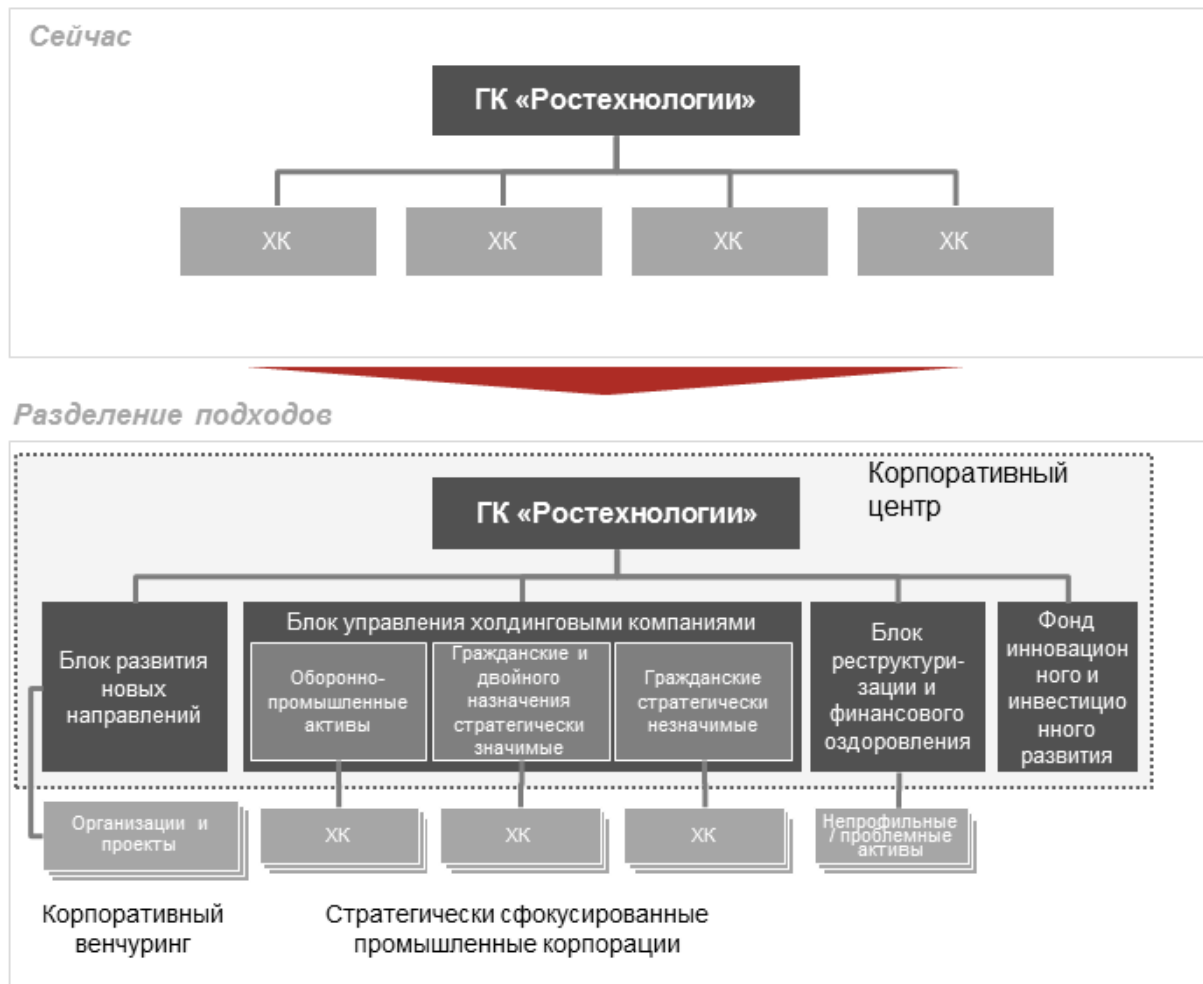 Сейчас
ГК «Ростехнологии»
ХК
ХК
ХК
ХК
Разделение подходов
Корпоративный
центр
ГК «Ростехнологии»
Блок развития
новых
направлений
Блок управления холдинговыми компаниями
Оборонно-
промышленные
активы
Гражданские и
двойного
назначения
стратегически
значимые
Гражданские
стратегически
незначимые
Блок
реструктури-
зации и
финансового
оздоровления
Фонд
инновацион
ного и
инвестицио
нного
развития
Организации и
проекты
ХК
ХК
ХК
Непрофильные
/ проблемные
активы
Корпоративный
венчуринг
Стратегически сфокусированные
промышленные корпорации